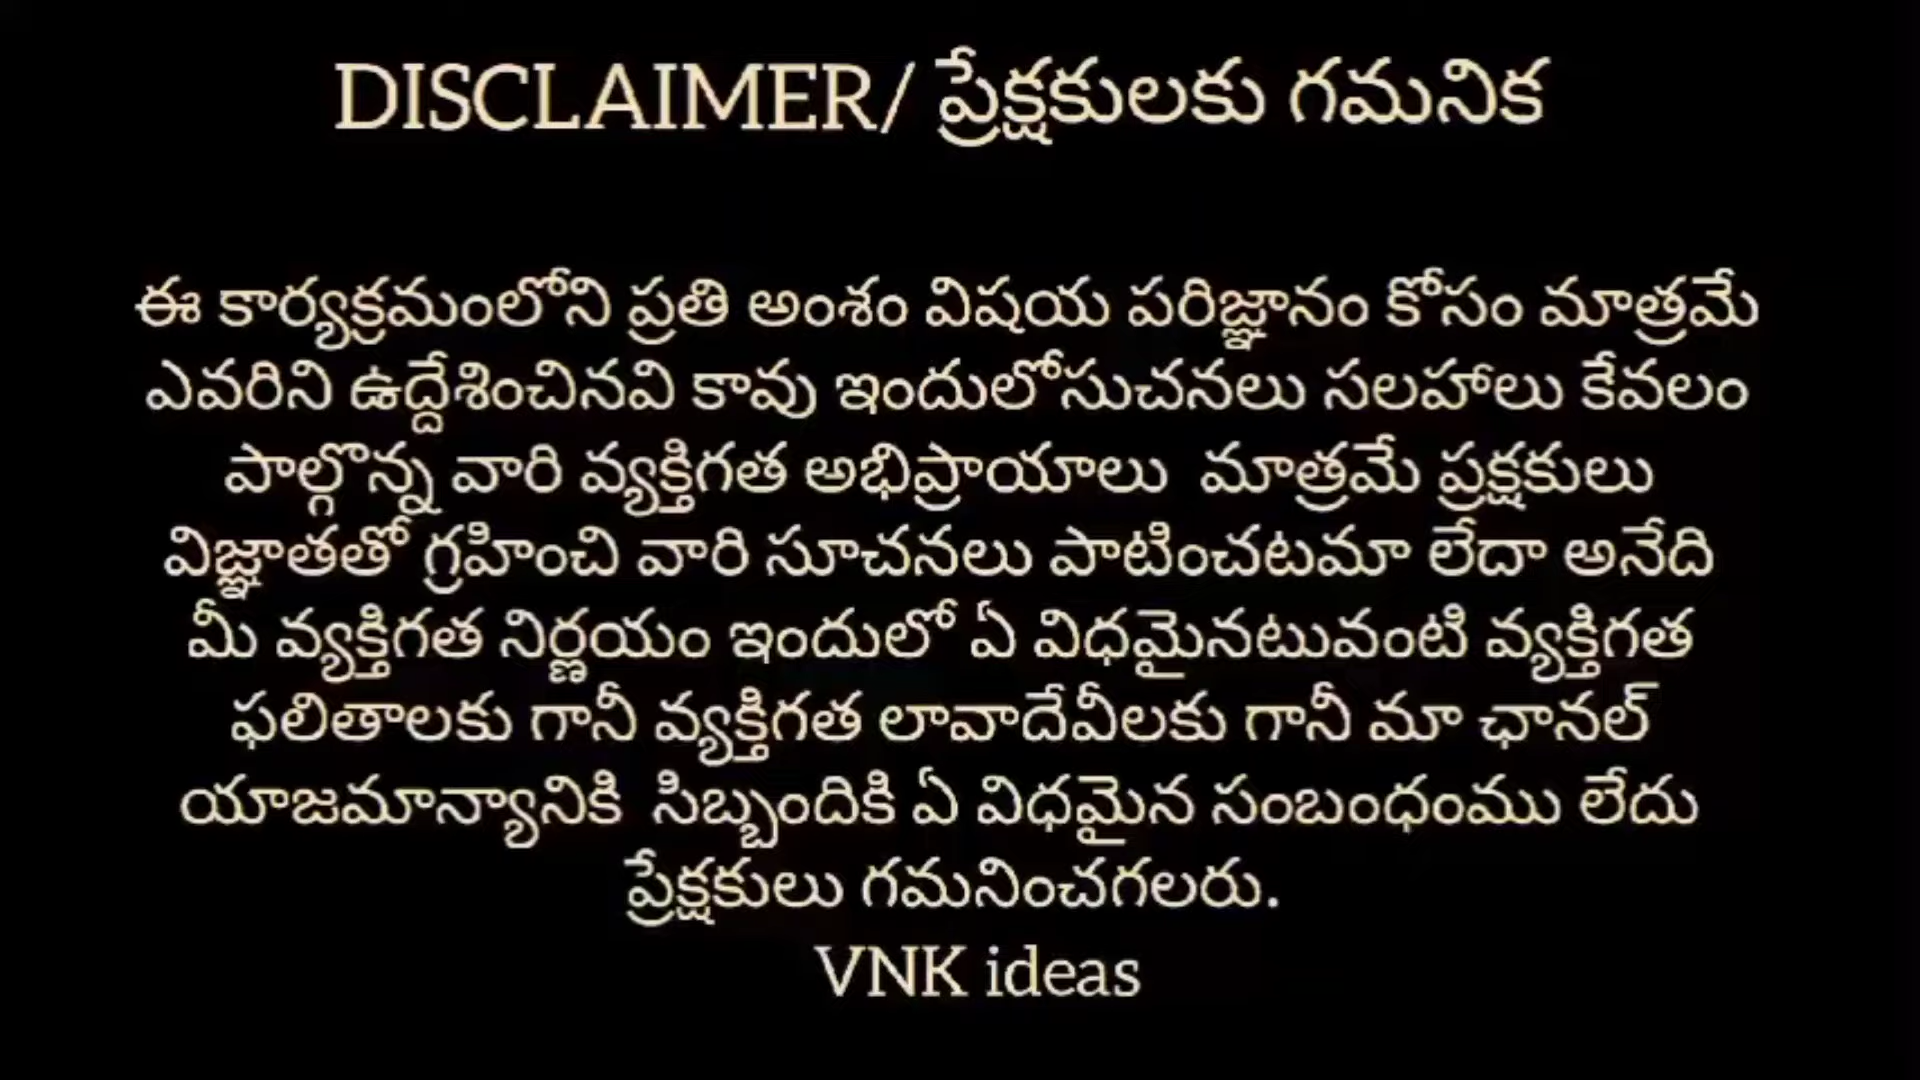 DISCLAIMER/ ప్రేక్షకులకు గమనిక
ఈ కార్యక్రమంలోని ప్రతి అంశం విషయ పరిజ్ఞానం కోసం మాత్రమే
ఎవరిని ఉద్దేశించినవి కావు ఇందులోసుచనలు సలహాలు కేవలం
పాల్గొన్న వారి వ్యక్తిగత అభిప్రాయాలు మాత్రమే ప్రక్షకులు
విజ్ఞాతతో గ్రహించి వారి సూచనలు పాటించటమా లేదా అనేది
మీ వ్యక్తిగత నిర్ణయం ఇందులో ఏ విధమైనటువంటి వ్యక్తిగత
ఫలితాలకు గానీ వ్యక్తిగత లావాదేవీలకు గానీ మా ఛానల్
యాజమాన్యానికి సిబ్బందికి ఏ విధమైన సంబంధంము లేదు
ప్రేక్షకులు గమనించగలరు.
VNK ideas